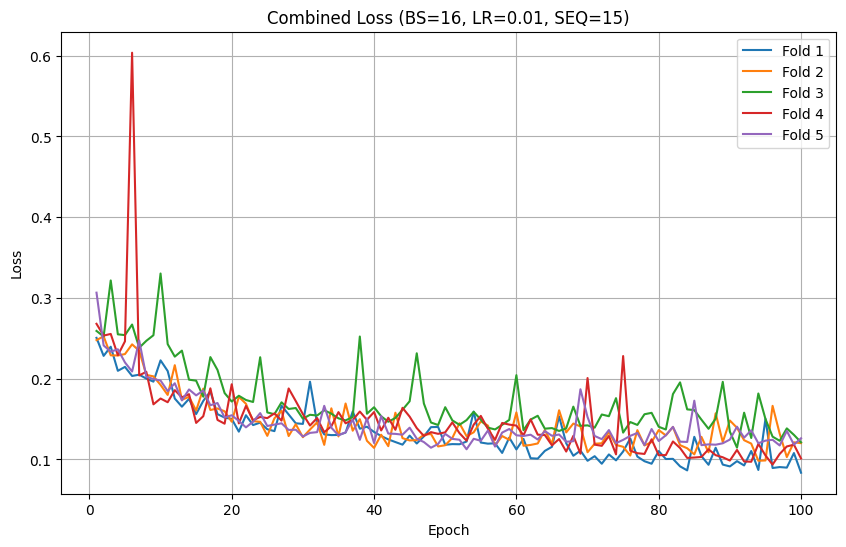 Combined Loss (BS=16, LR=0.01, SEQ=15)
Fold 1
Fold 2
Fold 3
Fold 4
Fold 5
Loss
0.6
0.5
0.4
0.3
0.2
0.1
0 20 40 60 80 100
Epoch